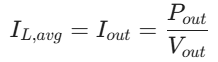 I_{L,avg} = I_{out} = \frac{P_{out}}{V_{out}}